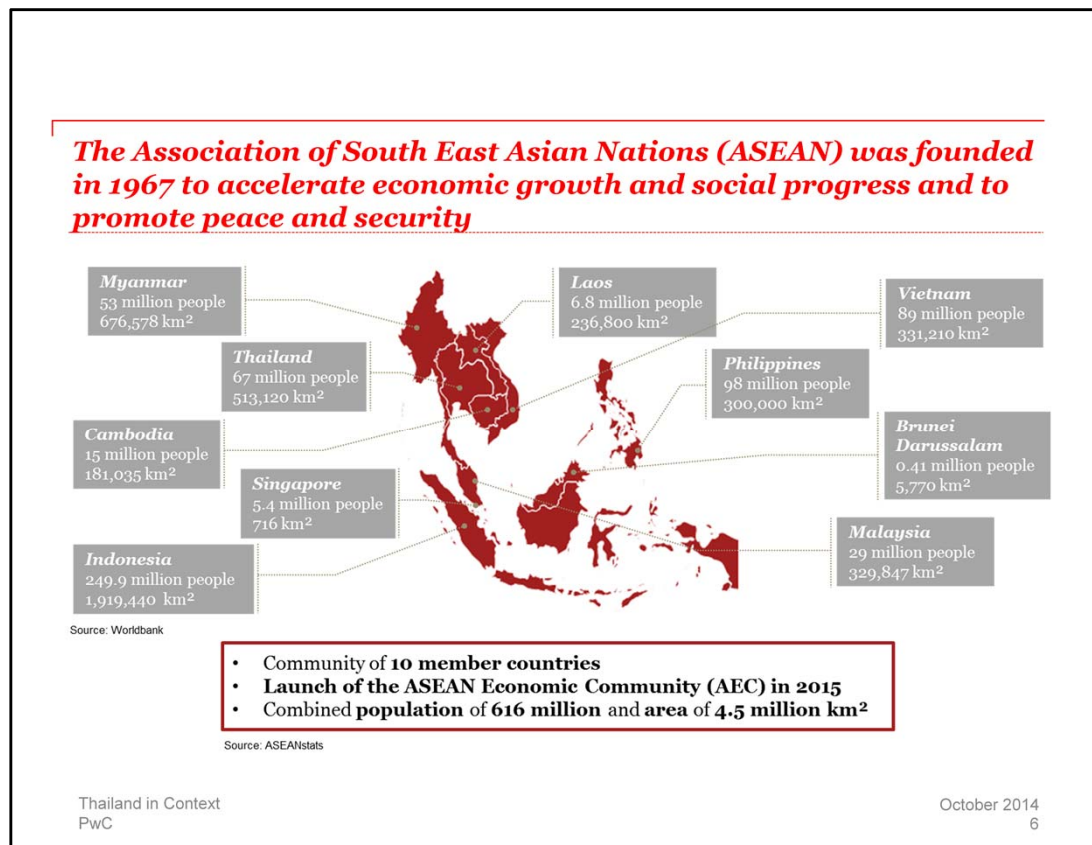 The Association of South East Asian Nations (ASEAN) was founded
in 1967 to accelerate economic growth and social progress and to
promote peace and security
Myanmar
53 million people
676,578 km²
Laos
6.8 million people
236,800 km²
Vietnam
89 million people
331,210 km²
Thailand
67 million people
513,120 km²
Philippines
98 million people
300,000 km²
Cambodia
15 million people
181,035 km²
Brunei
Darussalam
0.41 million people
5,770 km²
Singapore
5.4 million people
716 km²
Malaysia
29 million people
329,847 km²
Indonesia
249.9 million people
1,919,440 km²
Source: Worldbank
• Community of 10 member countries
• Launch of the ASEAN Economic Community (AEC) in 2015
• Combined population of 616 million and area of 4.5 million km²
Source: ASEANstats
Thailand in Context
PwC
October 2014
6